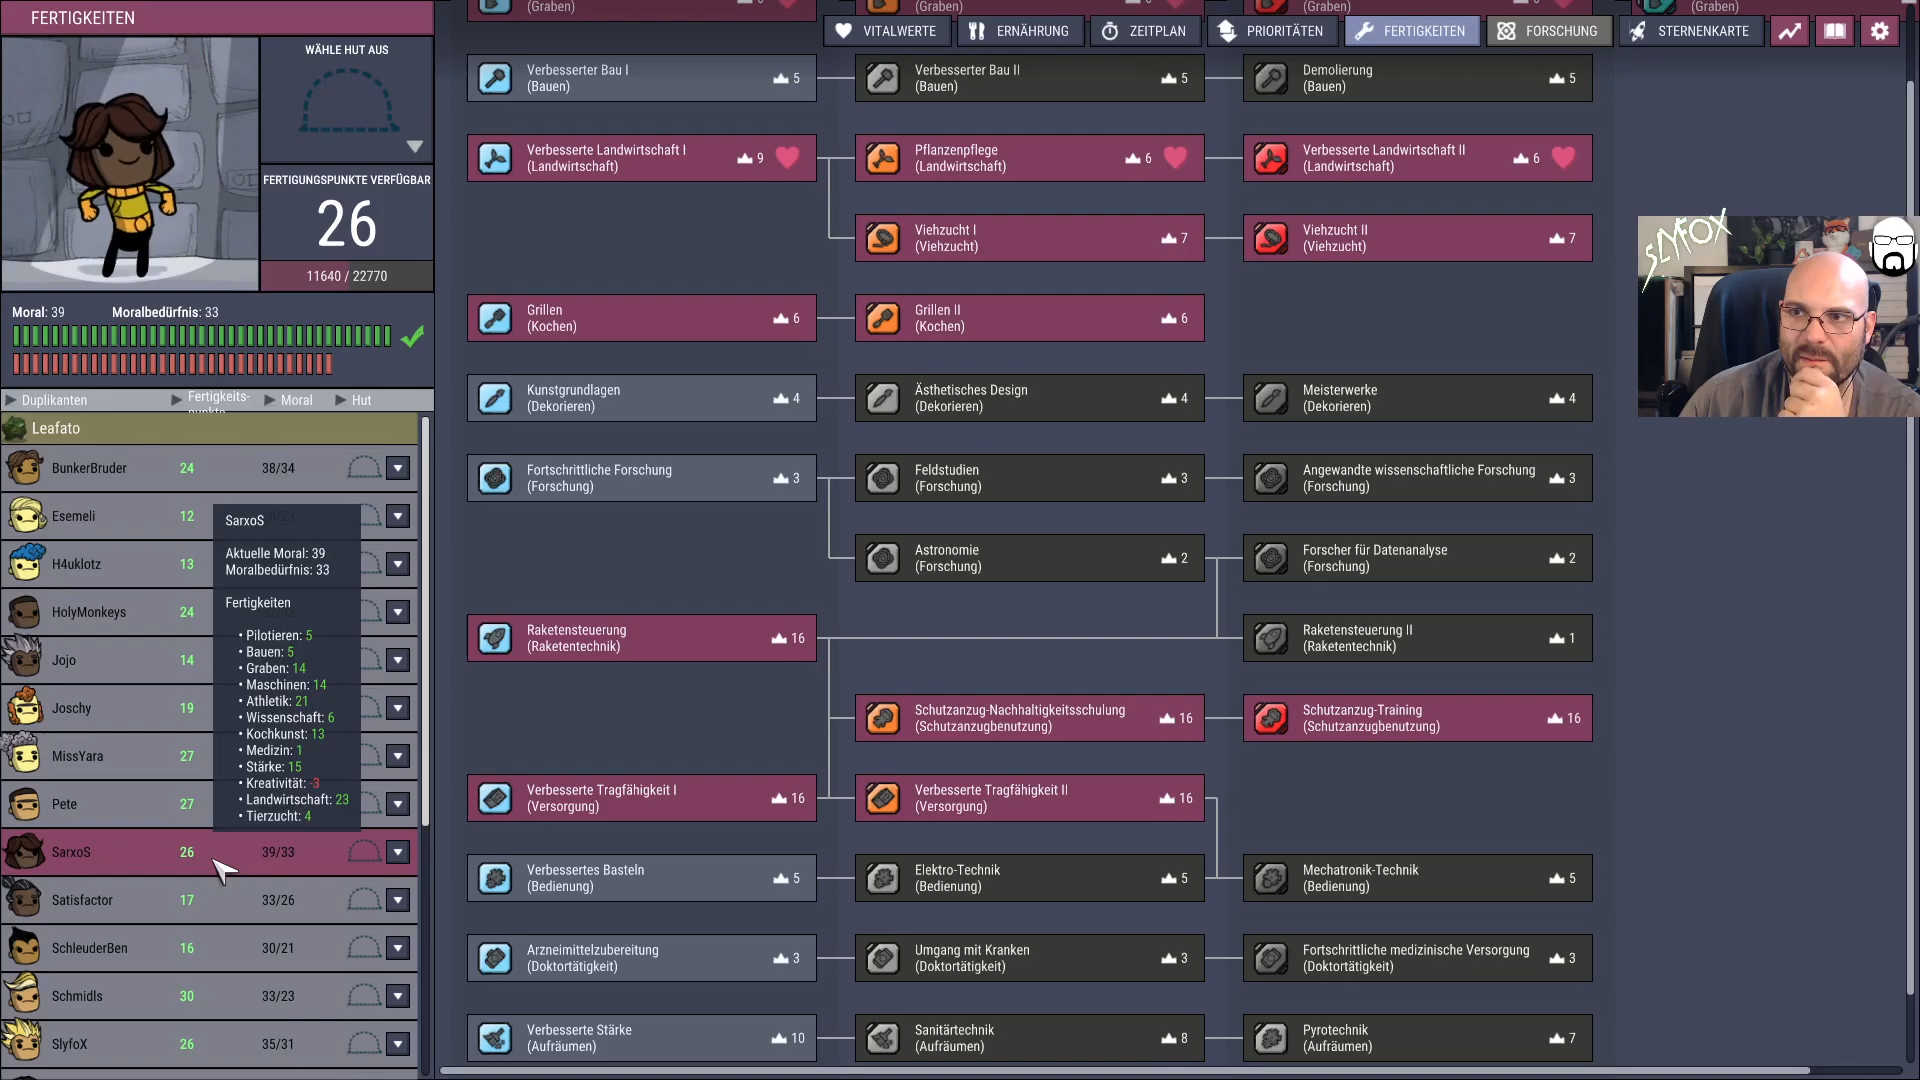 FERTIGKEITEN
(Graben)
(Graben)
(Graben)
(Graben)
VITALWERTE
ERNÄHRUNG
ZEITPLAN
PRIORITÄTEN
FERTIGKEITEN
FORSCHUNG
STERNENKARTE
WÄHLE HUT AUS
FERTIGUNGSPUNKTE VERFÜGBAR
26
11640 / 22770
Moral: 39
Moralbedürfnis: 33
Duplikanten
Fertigkeits-
Moral
Hut
Leafato
BunkerBruder 24 38/34
Esemeli 12
H4uklotz 13
HolyMonkeys 24
Jojo 14
Joschy 19
MissYara 27
Pete 27
SarxoS 26 39/33
Satisfactor 17 33/26
SchleuderBen 16 30/21
Schmidls 30 33/23
SlyfoX 26 35/31
SarxoS
Aktuelle Moral: 39
Moralbedürfnis: 33
Fertigkeiten
• Pilotieren: 5
• Bauen: 5
• Graben: 14
• Maschinen: 14
• Athletik: 21
• Wissenschaft: 6
• Kochkunst: 13
• Medizin: 1
• Stärke: 15
• Kreativität: -3
• Landwirtschaft: 23
• Tierzucht: 4
Verbesserter Bau I
(Bauen)
5
Verbesserter Bau II
(Bauen)
5
Demolierung
(Bauen)
5
Verbesserte Landwirtschaft I
(Landwirtschaft)
9
Pflanzenpflege
(Landwirtschaft)
6
Verbesserte Landwirtschaft II
(Landwirtschaft)
6
Viehzucht I
(Viehzucht)
7
Viehzucht II
(Viehzucht)
7
Grillen
(Kochen)
6
Grillen II
(Kochen)
6
Kunstgrundlagen
(Dekorieren)
4
Ästhetisches Design
(Dekorieren)
4
Meisterwerke
(Dekorieren)
4
Fortschrittliche Forschung
(Forschung)
3
Feldstudien
(Forschung)
3
Angewandte wissenschaftliche Forschung
(Forschung)
3
Astronomie
(Forschung)
2
Forscher für Datenanalyse
(Forschung)
2
Raketensteuerung
(Raketentechnik)
16
Raketensteuerung II
(Raketentechnik)
1
Schutzanzug-Nachhaltigkeitsschulung
(Schutzanzugbenutzung)
16
Schutzanzug-Training
(Schutzanzugbenutzung)
16
Verbesserte Tragfähigkeit I
(Versorgung)
16
Verbesserte Tragfähigkeit II
(Versorgung)
16
Verbessertes Basteln
(Bedienung)
5
Elektro-Technik
(Bedienung)
5
Mechatronik-Technik
(Bedienung)
5
Arzneimittelzubereitung
(Doktortätigkeit)
3
Umgang mit Kranken
(Doktortätigkeit)
3
Fortschrittliche medizinische Versorgung
(Doktortätigkeit)
3
Verbesserte Stärke
(Aufräumen)
10
Sanitärtechnik
(Aufräumen)
8
Pyrotechnik
(Aufräumen)
7
SLYFOX